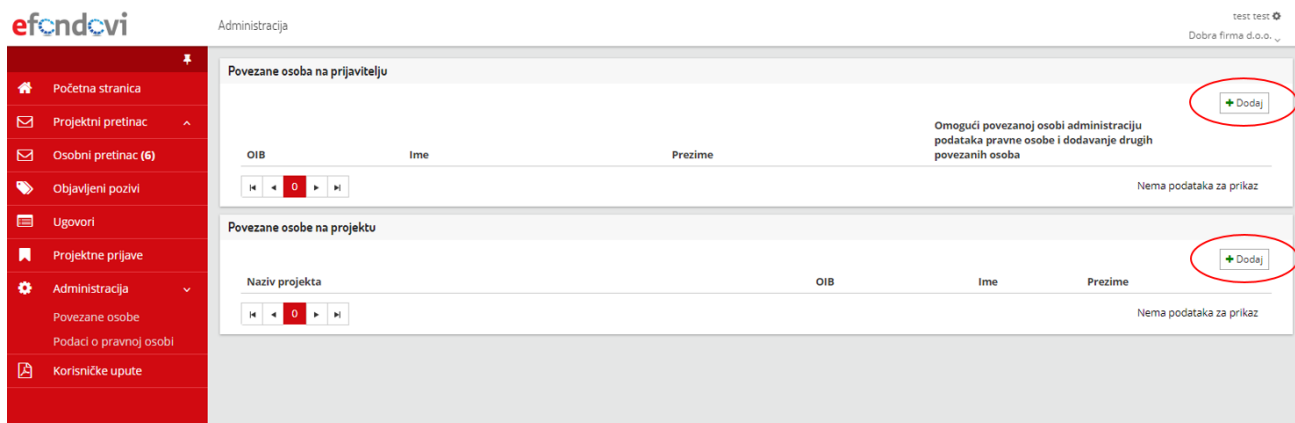 efondovi
Administracija
test test
Dobra firma d.o.o.
Početna stranica
Projektni pretinac
Osobni pretinac (6)
Objavljeni pozivi
Ugovori
Projektne prijave
Administracija
Povezane osobe
Podaci o pravnoj osobi
Korisničke upute
Povezane osoba na prijavitelju
Dodaj
OIB
Ime
Prezime
Omogući povezanoj osobi administraciju
podataka pravne osobe i dodavanje drugih
povezanih osoba
0
Nema podataka za prikaz
Povezane osobe na projektu
Dodaj
Naziv projekta
OIB
Ime
Prezime
0
Nema podataka za prikaz